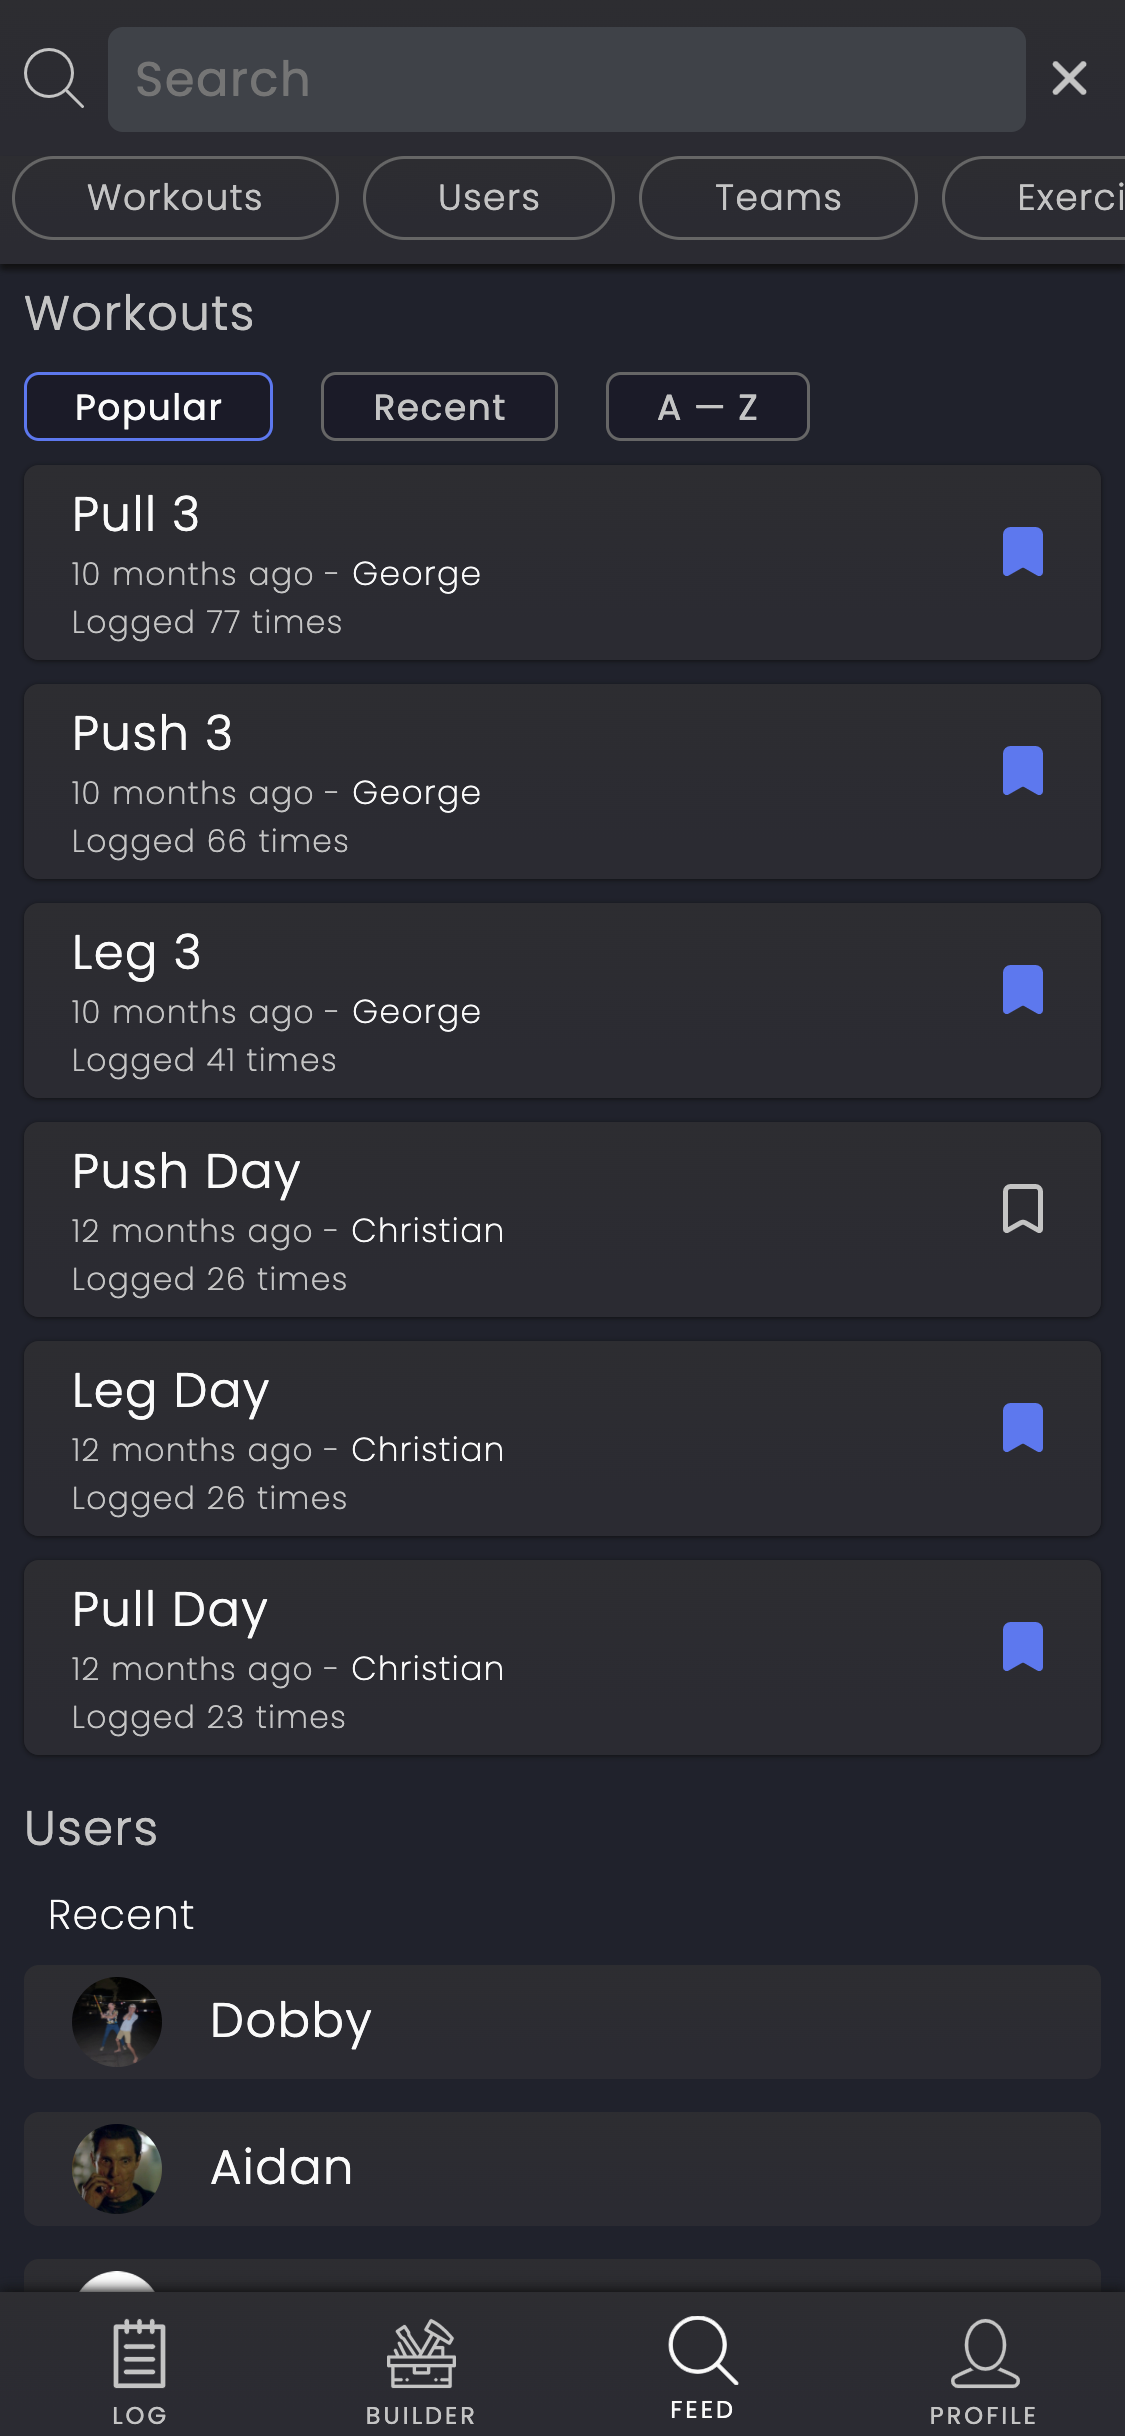 Search
Workouts
Users
Teams
Exerci
Workouts
Popular
Recent
A — Z
Pull 3
10 months ago - George
Logged 77 times
Push 3
10 months ago - George
Logged 66 times
Leg 3
10 months ago - George
Logged 41 times
Push Day
12 months ago - Christian
Logged 26 times
Leg Day
12 months ago - Christian
Logged 26 times
Pull Day
12 months ago - Christian
Logged 23 times
Users
Recent
Dobby
Aidan
LOG
BUILDER
FEED
PROFILE